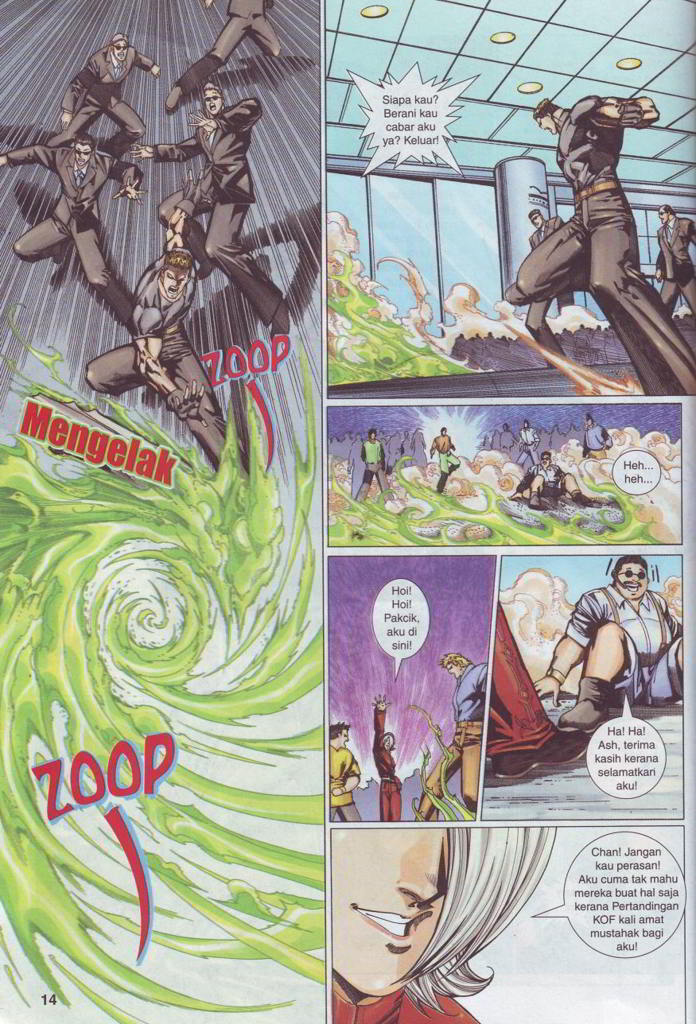 ZOOP
Mengelak
ZOOP
14
Siapa kau?
Berani kau
cabar aku
ya? Keluar!
Heh...
heh...
Hoi!
Hoi!
Pakcik,
aku di
sini!
Ha! Ha!
Ash, terima
kasih kerana
selamatkan
aku!
Chan! Jangan
kau perasan!
Aku cuma tak mahu
mereka buat hal saja
kerana Pertandingan
KOF kali amat
mustahak bagi
aku!